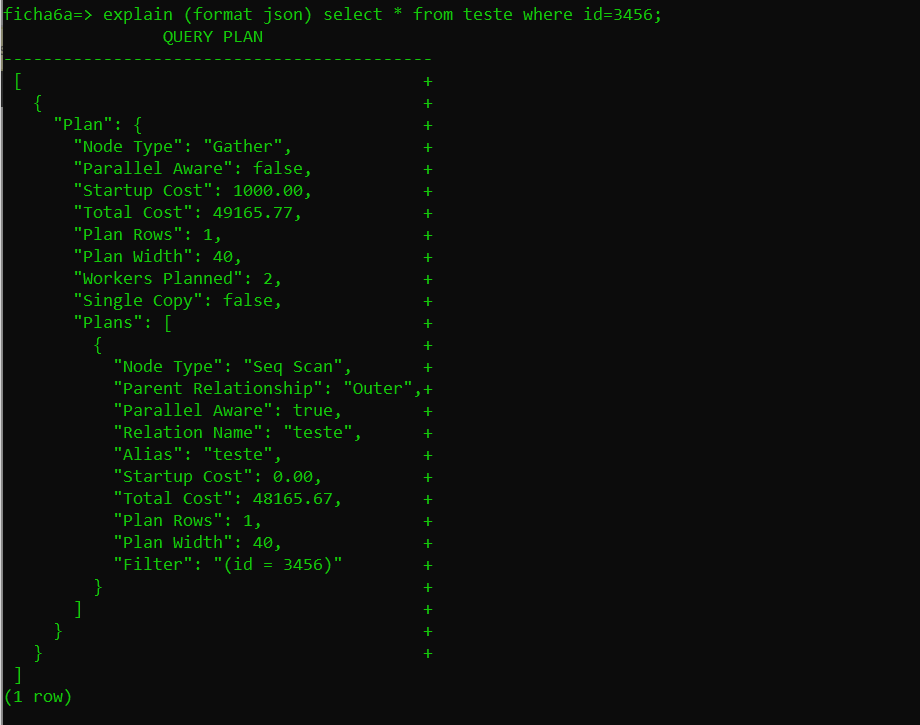 ficha6a=> explain (format json) select * from teste where id=3456;
                QUERY PLAN
-------------------------------------------
 [                                        +
   {                                      +
     "Plan": {                            +
       "Node Type": "Gather",             +
       "Parallel Aware": false,           +
       "Startup Cost": 1000.00,           +
       "Total Cost": 49165.77,            +
       "Plan Rows": 1,                    +
       "Plan Width": 40,                  +
       "Workers Planned": 2,              +
       "Single Copy": false,              +
       "Plans": [                         +
         {                                +
           "Node Type": "Seq Scan",       +
           "Parent Relationship": "Outer",+
           "Parallel Aware": true,        +
           "Relation Name": "teste",      +
           "Alias": "teste",              +
           "Startup Cost": 0.00,          +
           "Total Cost": 48165.67,        +
           "Plan Rows": 1,                +
           "Plan Width": 40,              +
           "Filter": "(id = 3456)"        +
         }                                +
       ]                                  +
     }                                    +
   }                                      +
 ]
(1 row)